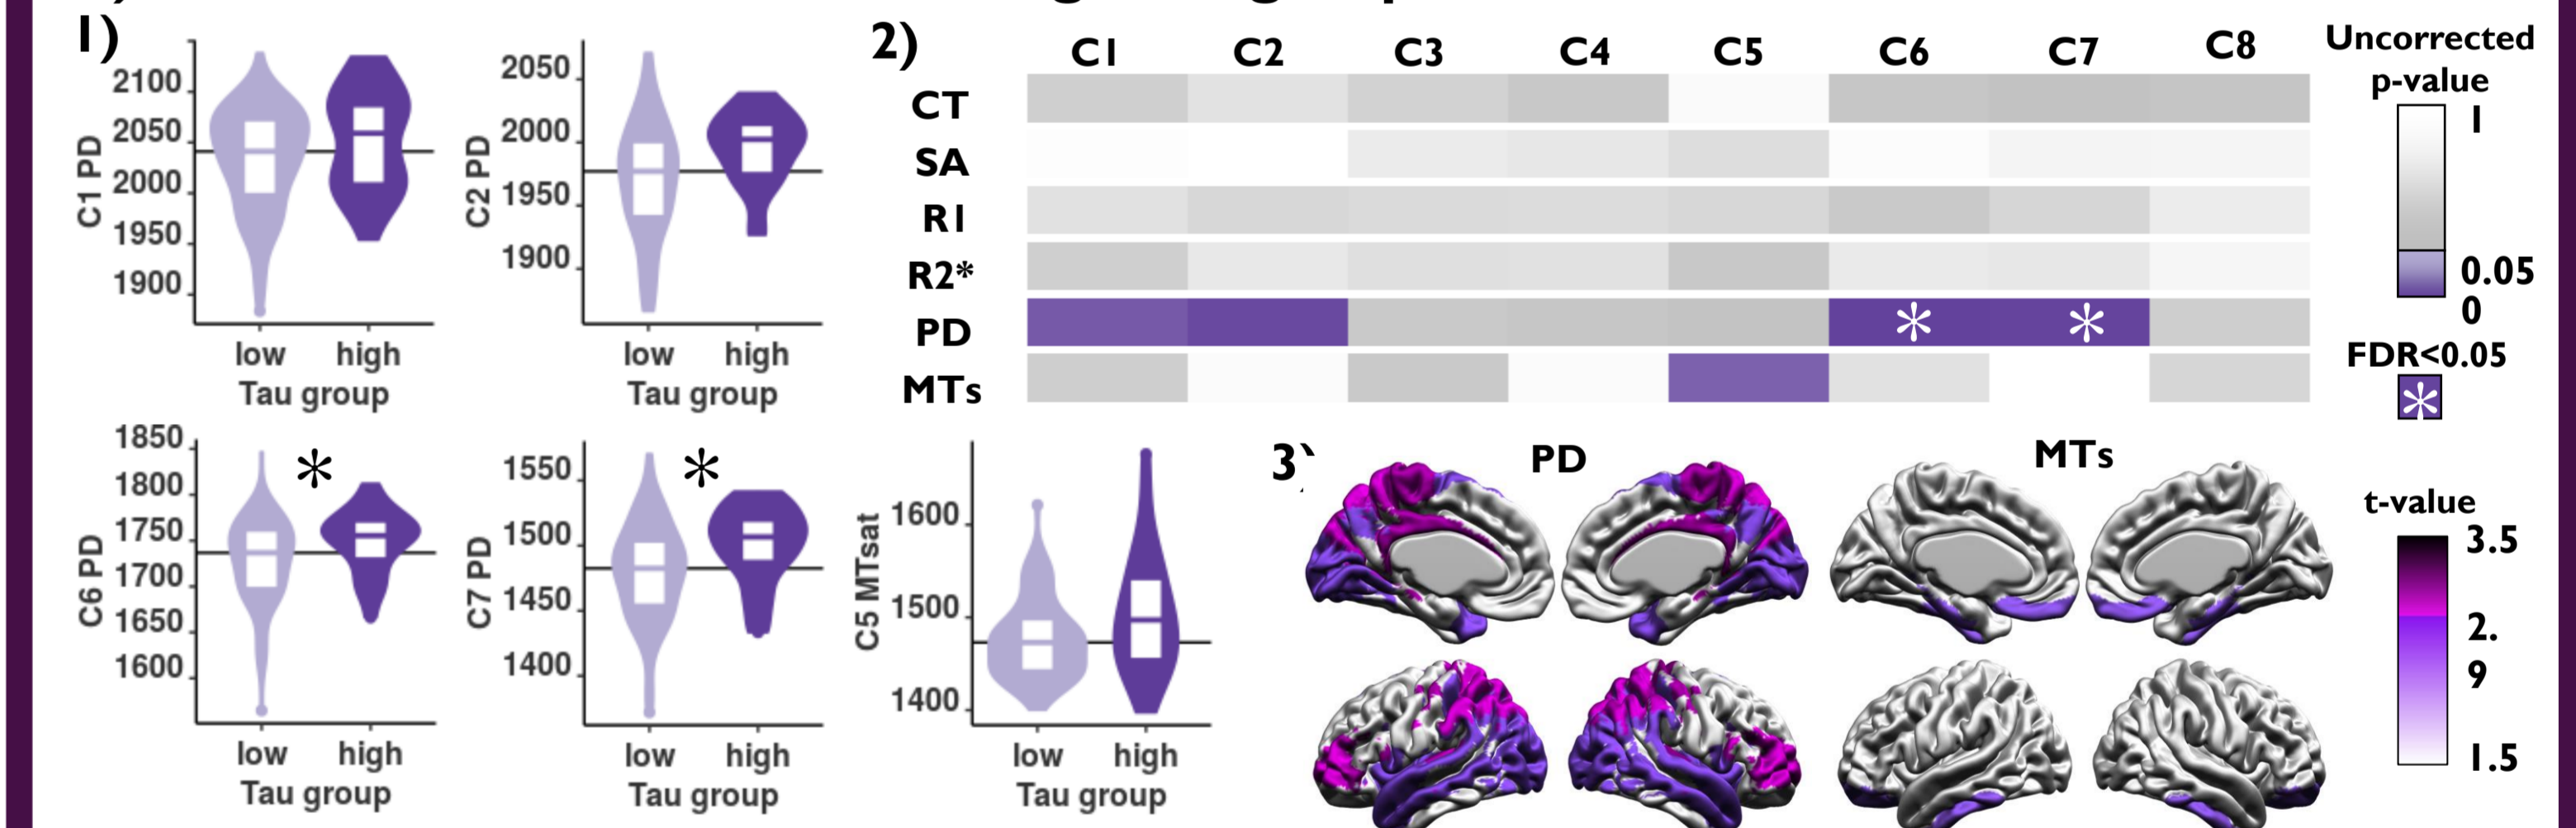 1)
C1 PD
2100
2050
2000
1950
1900
low high
Tau group
C2 PD
2050
2000
1950
1900
low high
Tau group
C6 PD
*
1850
1800
1750
1700
1650
1600
low high
Tau group
C7 PD
*
1550
1500
1450
1400
low high
Tau group
C5 MTsat
1600
1500
1400
low high
Tau group
2)
C1 C2 C3 C4 C5 C6 C7 C8
CT
SA
R1
R2*
PD * *
MTs
Uncorrected
p-value
1
0.05
0
FDR<0.05
*
3)
PD MTs
t-value
3.5
2.
9
1.5